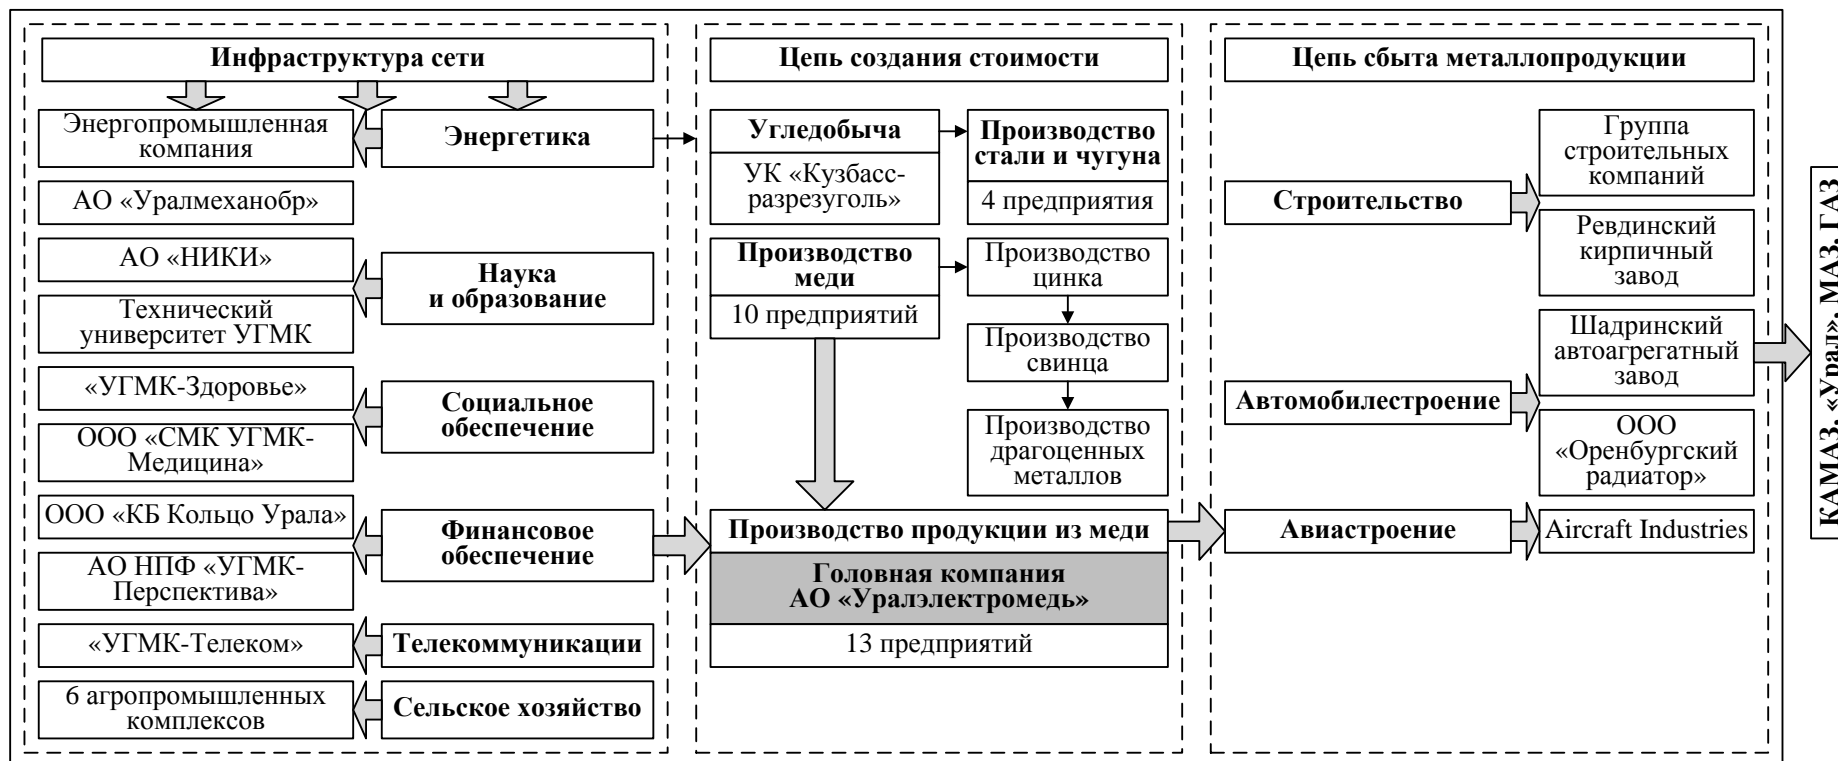 Инфраструктура сети
Энергопромышленная
компания
Энергетика
АО «Уралмеханобр»
АО «НИКИ»
Технический
университет УГМК
Наука
и образование
«УГМК-Здоровье»
ООО «СМК УГМК-
Медицина»
Социальное
обеспечение
ООО «КБ Кольцо Урала»
АО НПФ «УГМК-
Перспектива»
Финансовое
обеспечение
«УГМК-Телеком»
Телекоммуникации
6 агропромышленных
комплексов
Сельское хозяйство
Цепь создания стоимости
Угледобыча
УК «Кузбасс-
разрезуголь»
Производство
стали и чугуна
4 предприятия
Производство
меди
10 предприятий
Производство
цинка
Производство
свинца
Производство
драгоценных
металлов
Производство продукции из меди
Головная компания
АО «Уралэлектромедь»
13 предприятий
Цепь сбыта металлопродукции
Строительство
Группа
строительных
компаний
Ревдинский
кирпичный
завод
Автомобилестроение
Шадринский
автоагрегатный
завод
ООО
«Оренбургский
радиатор»
Авиастроение
Aircraft Industries
КАМАЗ, «Урал», МАЗ, ГАЗ